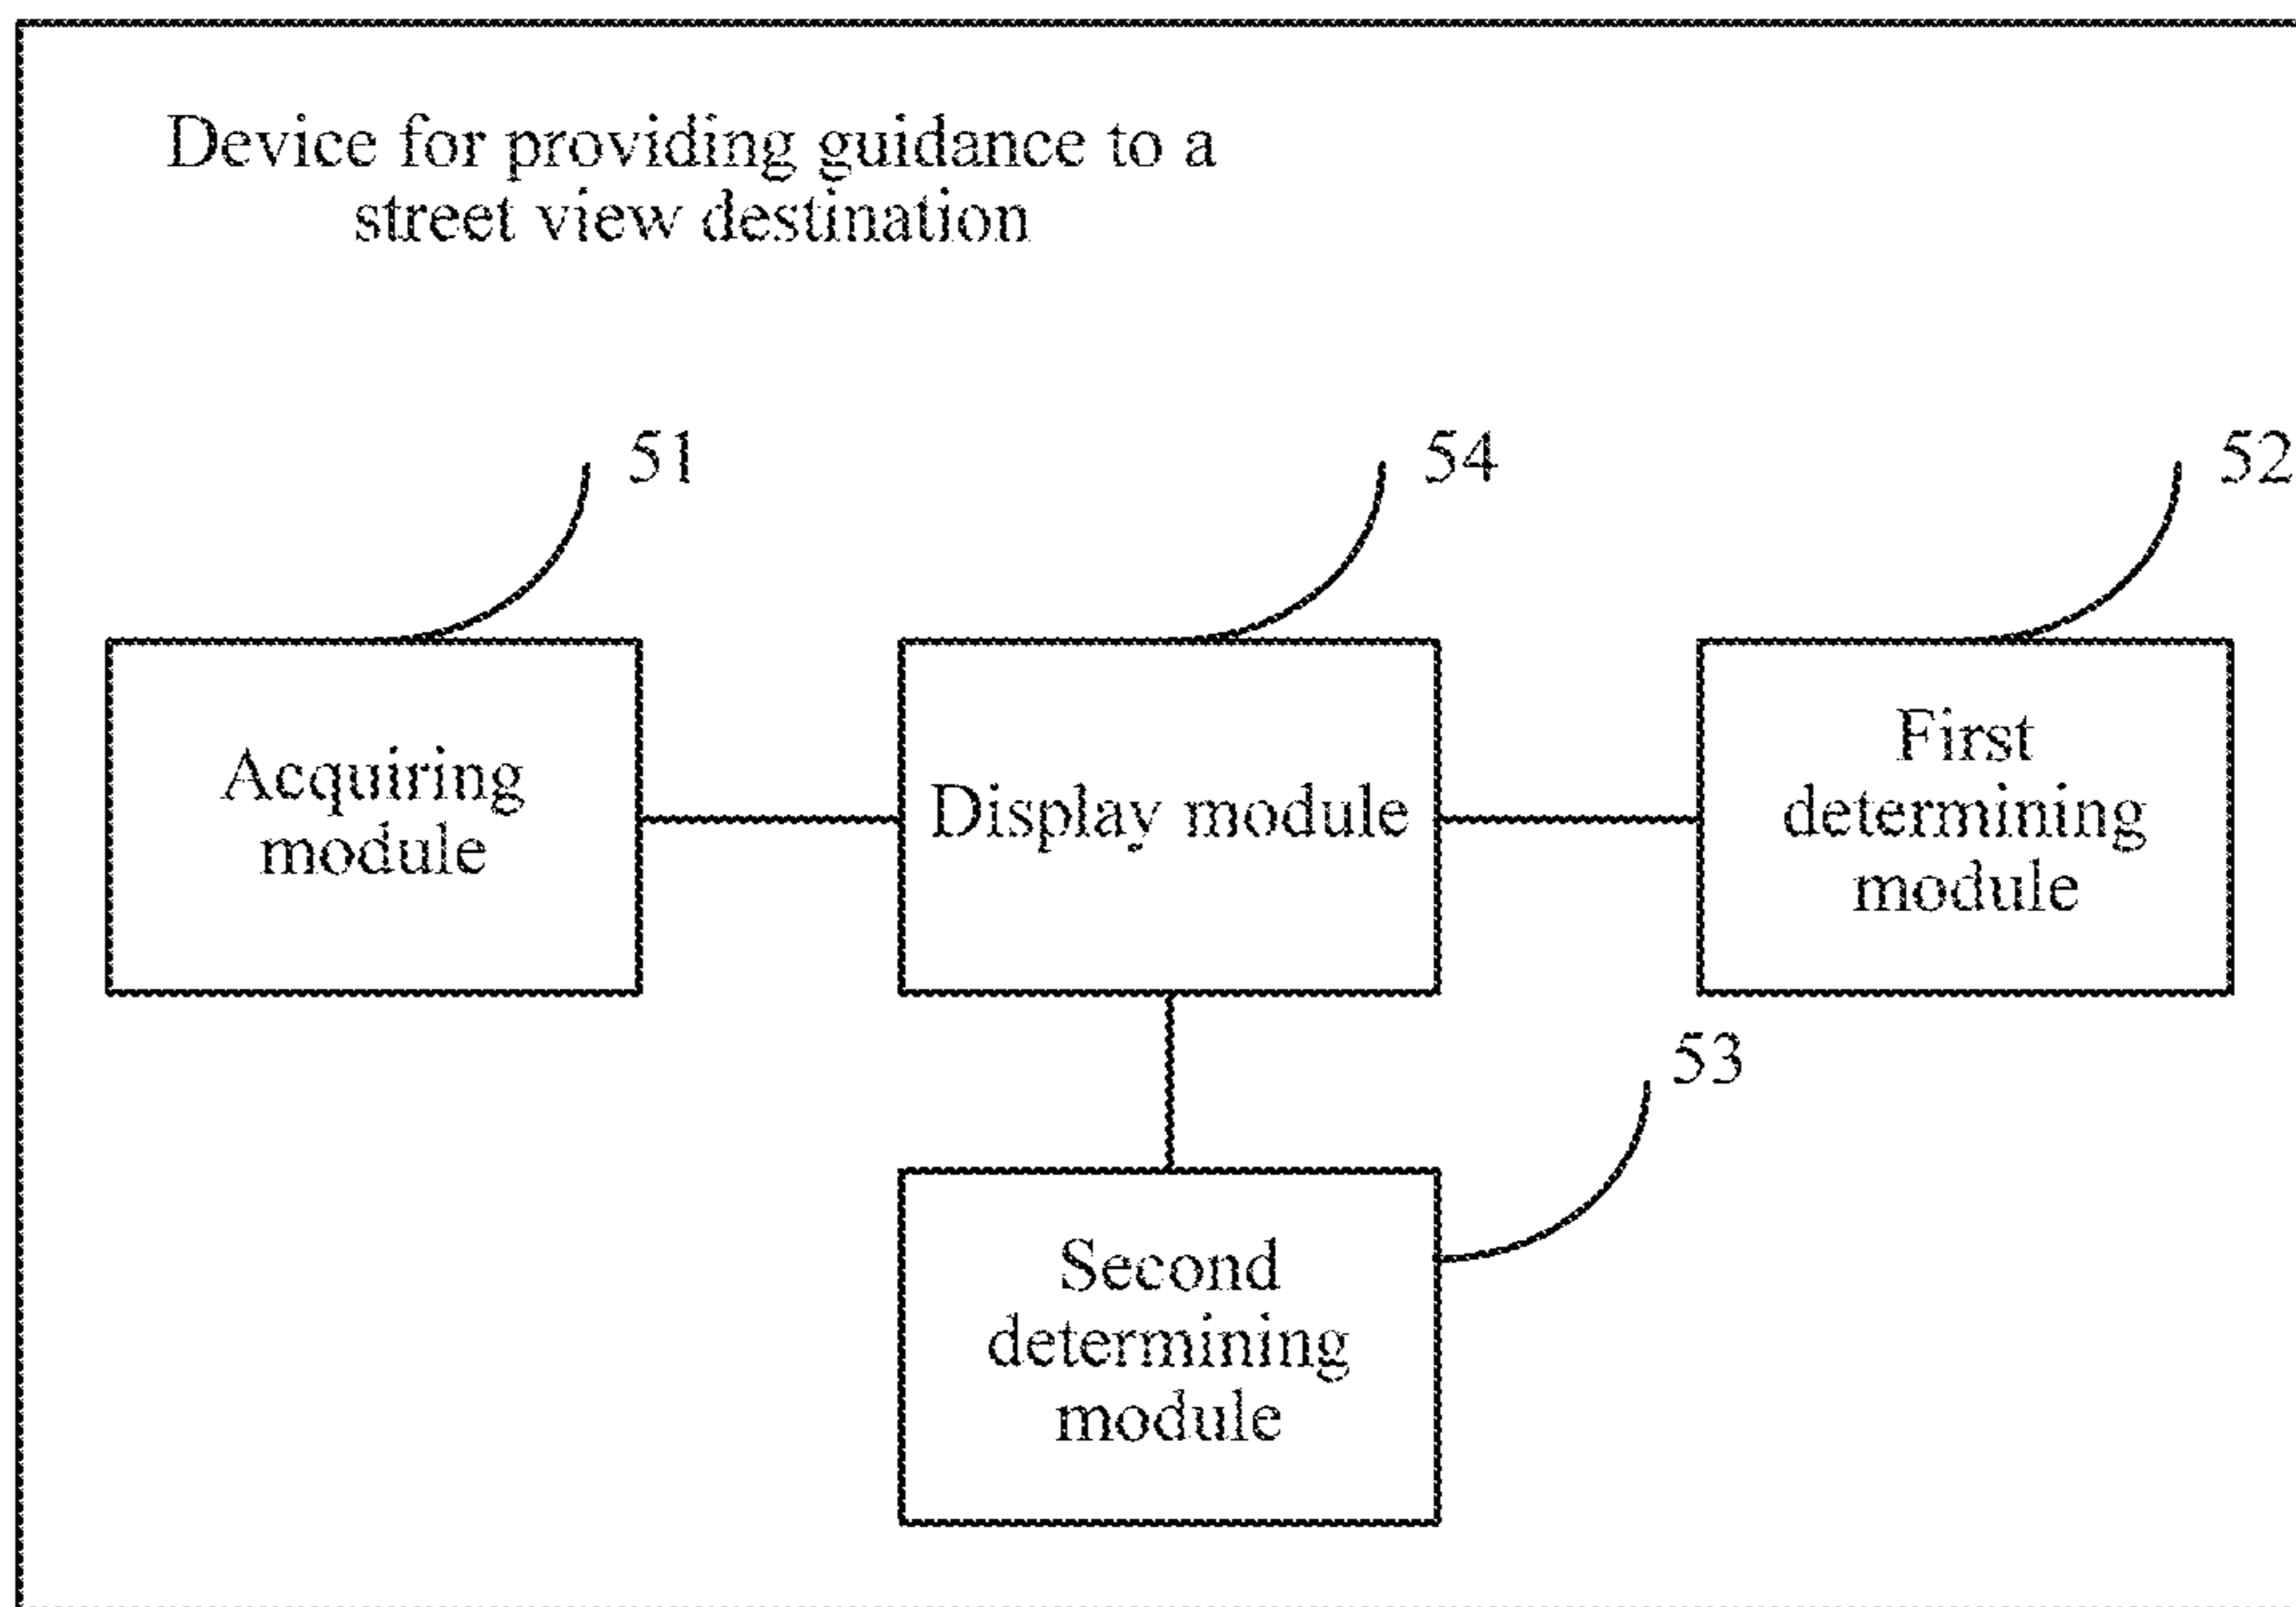 Device for providing guidance to a
street view destination
51
54
52
Acquiring
module
Display module
First
determining
module
53
Second
determining
module